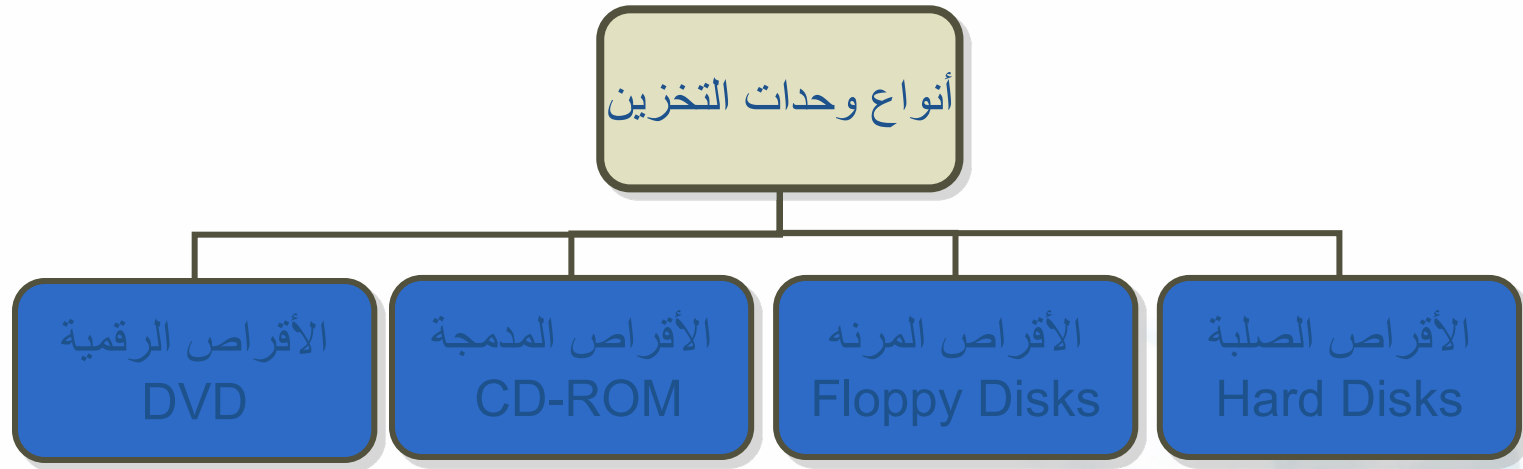 أنواع وحدات التخزين
الأقراص الصلبة
Hard Disks
الأقراص المرنه
Floppy Disks
الأقراص المدمجة
CD-ROM
الأقراص الرقمية
DVD